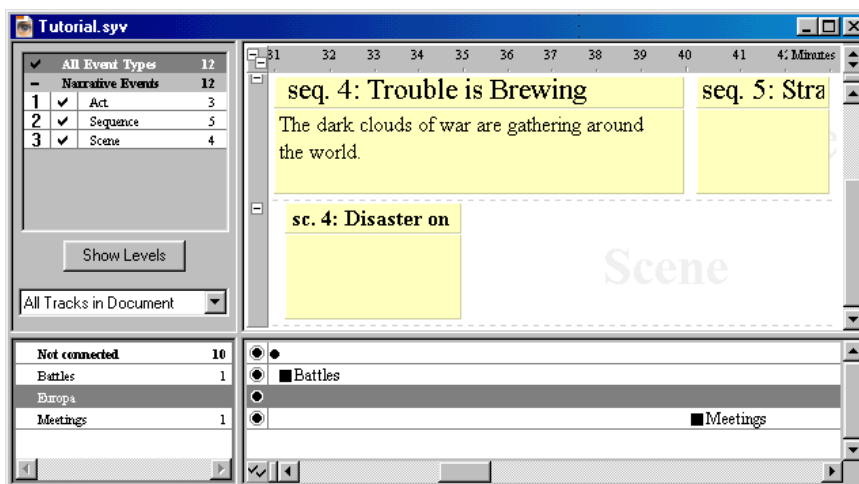 Tutorial.syv
All Event Types 12
Narrative Events 12
1 Act 3
2 Sequence 5
3 Scene 4
Show Levels
All Tracks in Document
31 32 33 34 35 36 37 38 39 40 41 42 Minutes
seq. 4: Trouble is Brewing
The dark clouds of war are gathering around
the world.
seq. 5: Stra
sc. 4: Disaster on
Scene
Not connected 10
Battles 1
Europa
Meetings 1
Battles
Meetings